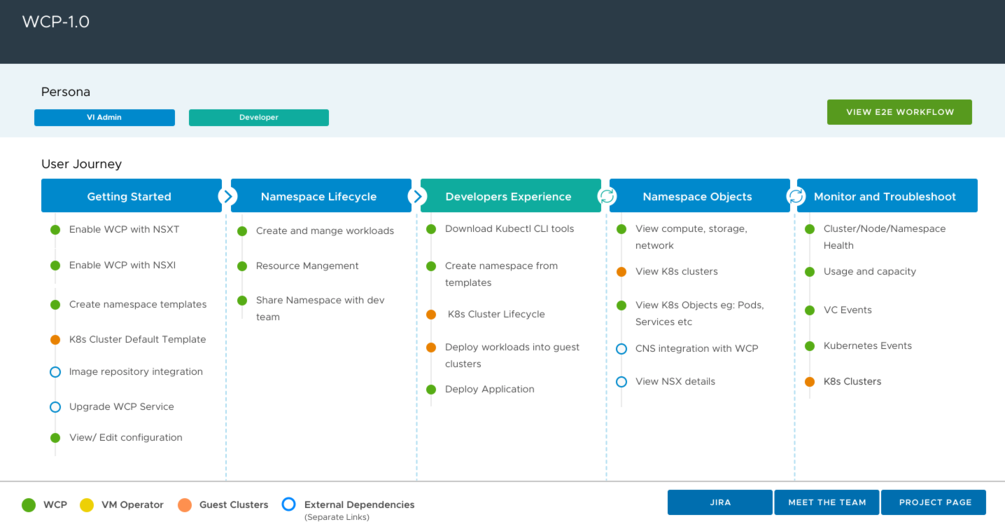 WCP-1.0
Persona
VI Admin
Developer
VIEW E2E WORKFLOW
User Journey
Getting Started
Namespace Lifecycle
Developers Experience
Namespace Objects
Monitor and Troubleshoot
Enable WCP with NSXT
Enable WCP with NSXI
Create namespace templates
K8s Cluster Default Template
Image repository integration
Upgrade WCP Service
View/ Edit configuration
Create and mange workloads
Resource Mangement
Share Namespace with dev
team
Download Kubectl CLI tools
Create namespace from
templates
K8s Cluster Lifecycle
Deploy workloads into guest
clusters
Deploy Application
View compute, storage,
network
View K8s clusters
View K8s Objects eg: Pods,
Services etc
CNS integration with WCP
View NSX details
Cluster/Node/Namespace
Health
Usage and capacity
VC Events
Kubernetes Events
K8s Clusters
WCP
VM Operator
Guest Clusters
External Dependencies
(Separate Links)
JIRA
MEET THE TEAM
PROJECT PAGE